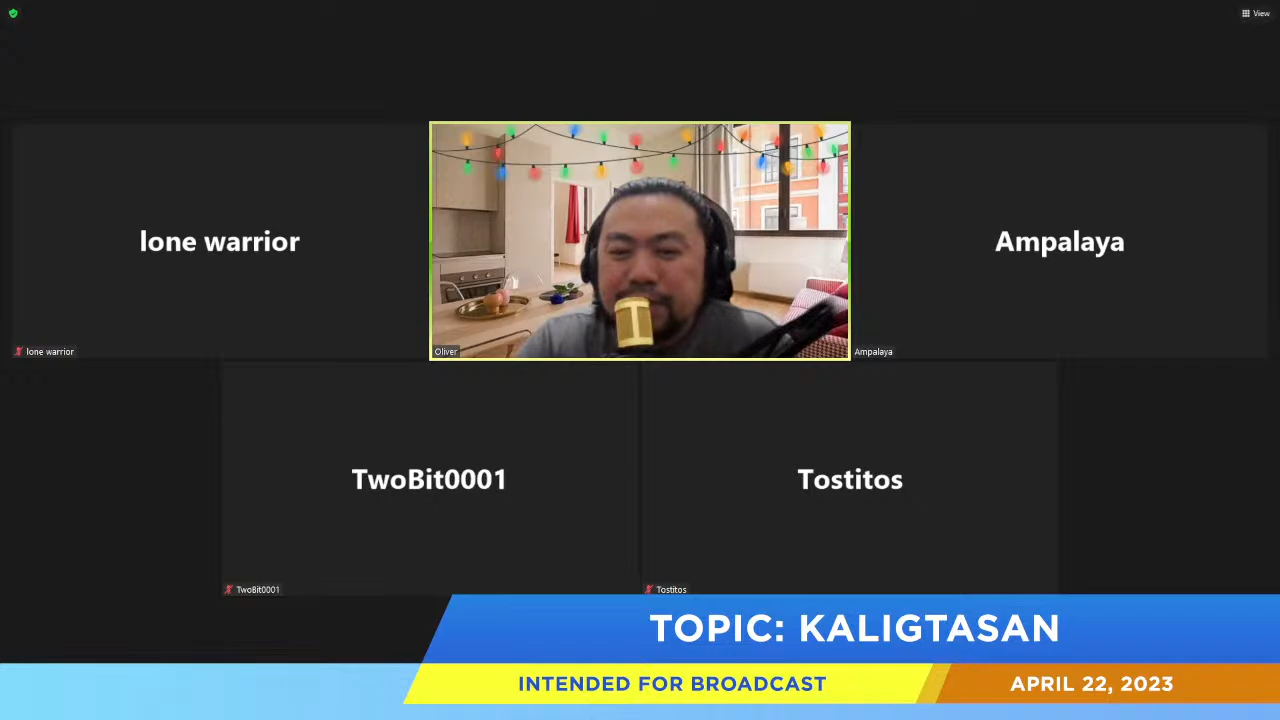 View
lone warrior
Ampalaya
lone warrior
Oliver
Ampalaya
TwoBit0001
Tostitos
TwoBit0001
Tostitos
TOPIC: KALIGTASAN
INTENDED FOR BROADCAST
APRIL 22, 2023